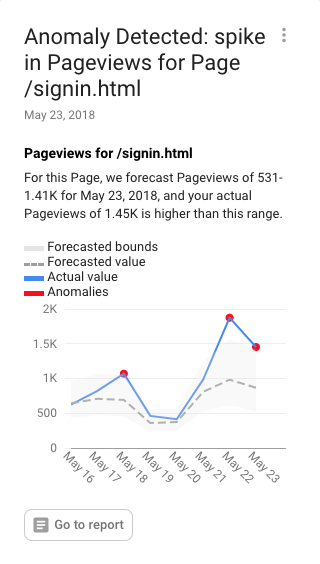 Anomaly Detected: spike
in Pageviews for Page
/signin.html
May 23, 2018
Pageviews for /signin.html
For this Page, we forecast Pageviews of 531-
1.41K for May 23, 2018, and your actual
Pageviews of 1.45K is higher than this range.
Forecasted bounds
Forecasted value
Actual value
Anomalies
2K
1.5K
1K
500
0
May 16
May 17
May 18
May 19
May 20
May 21
May 22
May 23
Go to report